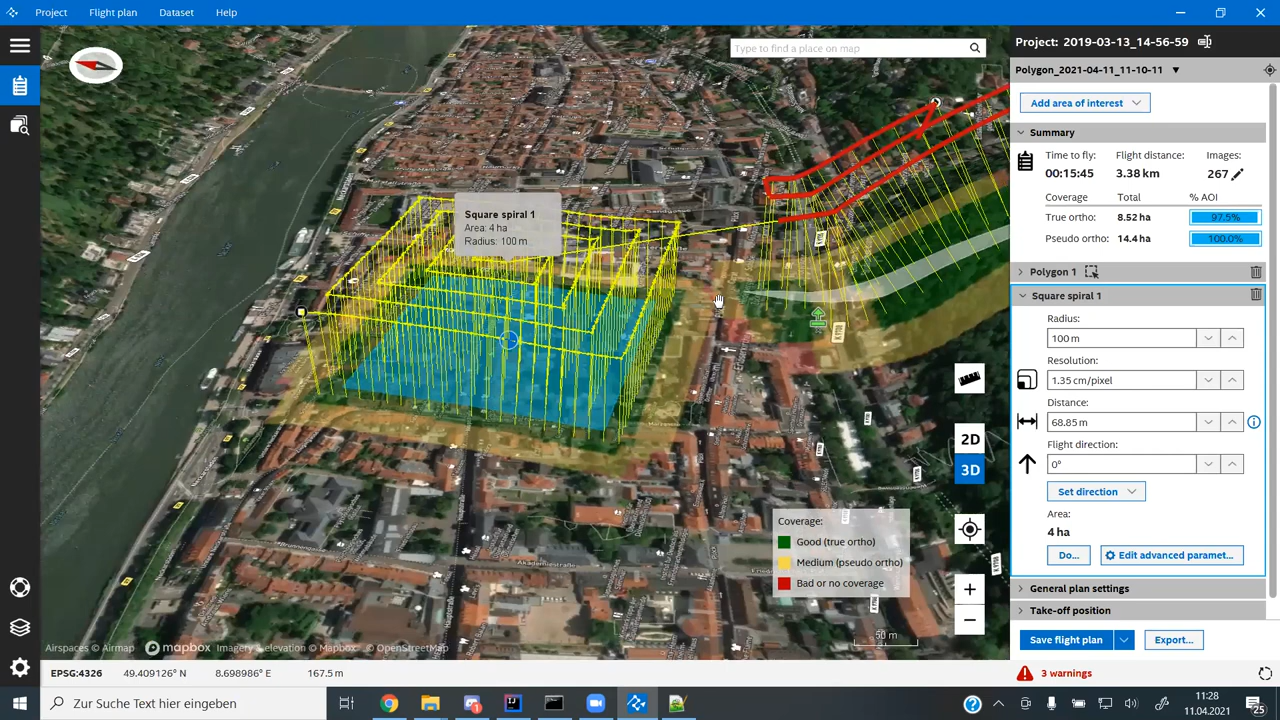 Project
Flight plan
Dataset
Help
Type to find a place on map
Square spiral 1
Area: 4 ha
Radius: 100 m
2D
3D
Coverage:
Good (true ortho)
Medium (pseudo ortho)
Bad or no coverage
50 m
Airspaces © Airmap
mapbox
Imagery & elevation © Mapbox, © OpenStreetMap
Project: 2019-03-13_14-56-59
Polygon_2021-04-11_11-10-11
Add area of interest
Summary
Time to fly: Flight distance: Images:
00:15:45 3.38 km 267
Coverage Total % AOI
True ortho: 8.52 ha 97.5%
Pseudo ortho: 14.4 ha 100.0%
Polygon 1
Square spiral 1
Radius:
100 m
Resolution:
1.35 cm/pixel
Distance:
68.85 m
Flight direction:
0°
Set direction
Area:
4 ha
Do...
Edit advanced paramet...
General plan settings
Take-off position
Save flight plan
Export...
EPSG:4326 49.409126° N 8.698986° E 167.5 m
3 warnings
Zur Suche Text hier eingeben
11:28
11.04.2021
25